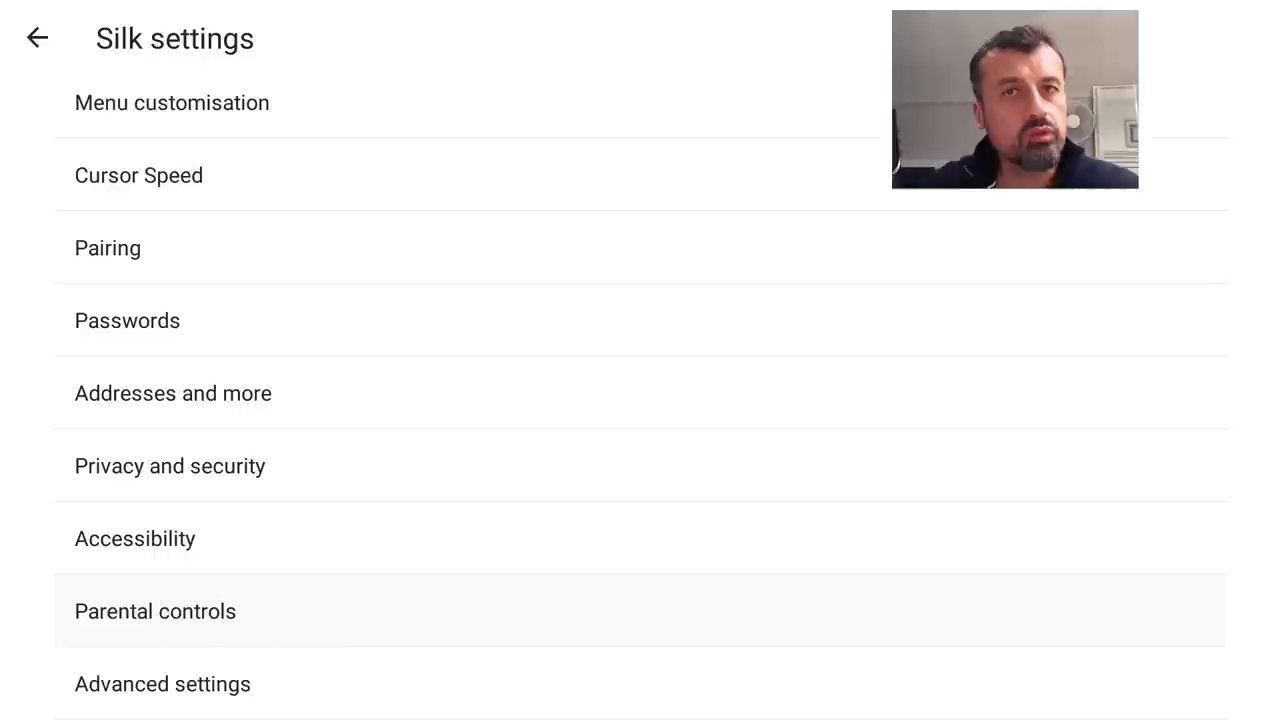 Silk settings
Menu customisation
Cursor Speed
Pairing
Passwords
Addresses and more
Privacy and security
Accessibility
Parental controls
Advanced settings